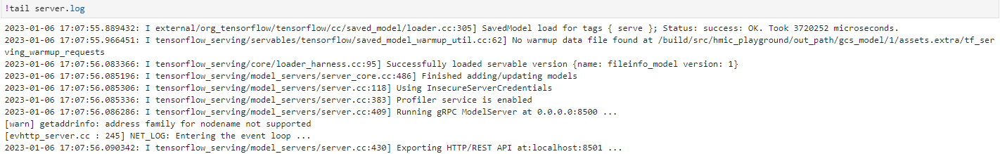 !tail server.log
2023-01-06 17:07:55.889432: I external/org_tensorflow/tensorflow/cc/saved_model/loader.cc:305] SavedModel load for tags { serve }; Status: success: OK. Took 3720252 microseconds.
2023-01-06 17:07:55.966451: I tensorflow_serving/servables/tensorflow/saved_model_warmup_util.cc:62] No warmup data file found at /build/src/hmic_playground/out_path/gcs_model/1/assets.extra/tf_ser
ving_warmup_requests
2023-01-06 17:07:56.083366: I tensorflow_serving/core/loader_harness.cc:95] Successfully loaded servable version {name: fileinfo_model version: 1}
2023-01-06 17:07:56.085196: I tensorflow_serving/model_servers/server_core.cc:486] Finished adding/updating models
2023-01-06 17:07:56.085306: I tensorflow_serving/model_servers/server.cc:118] Using InsecureServerCredentials
2023-01-06 17:07:56.085336: I tensorflow_serving/model_servers/server.cc:383] Profiler service is enabled
2023-01-06 17:07:56.086286: I tensorflow_serving/model_servers/server.cc:409] Running gRPC ModelServer at 0.0.0.0:8500 ...
[warn] getaddrinfo: address family for nodename not supported
[evhttp_server.cc : 245] NET_LOG: Entering the event loop ...
2023-01-06 17:07:56.090342: I tensorflow_serving/model_servers/server.cc:430] Exporting HTTP/REST API at:localhost:8501 ...